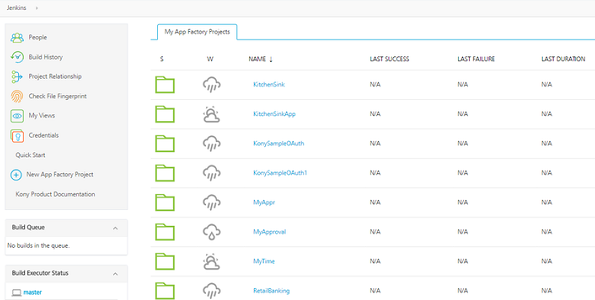 Jenkins
People
Build History
Project Relationship
Check File Fingerprint
My Views
Credentials
Quick Start
New App Factory Project
Kony Product Documentation
Build Queue
No builds in the queue.
Build Executor Status
master
My App Factory Projects
S W NAME ↓ LAST SUCCESS LAST FAILURE LAST DURATION
KitchenSink N/A N/A N/A
KitchenSinkApp N/A N/A N/A
KonySampleOAuth N/A N/A N/A
KonySampleOAuth1 N/A N/A N/A
MyAppr N/A N/A N/A
MyApproval N/A N/A N/A
MyTime N/A N/A N/A
RetailBanking N/A N/A N/A